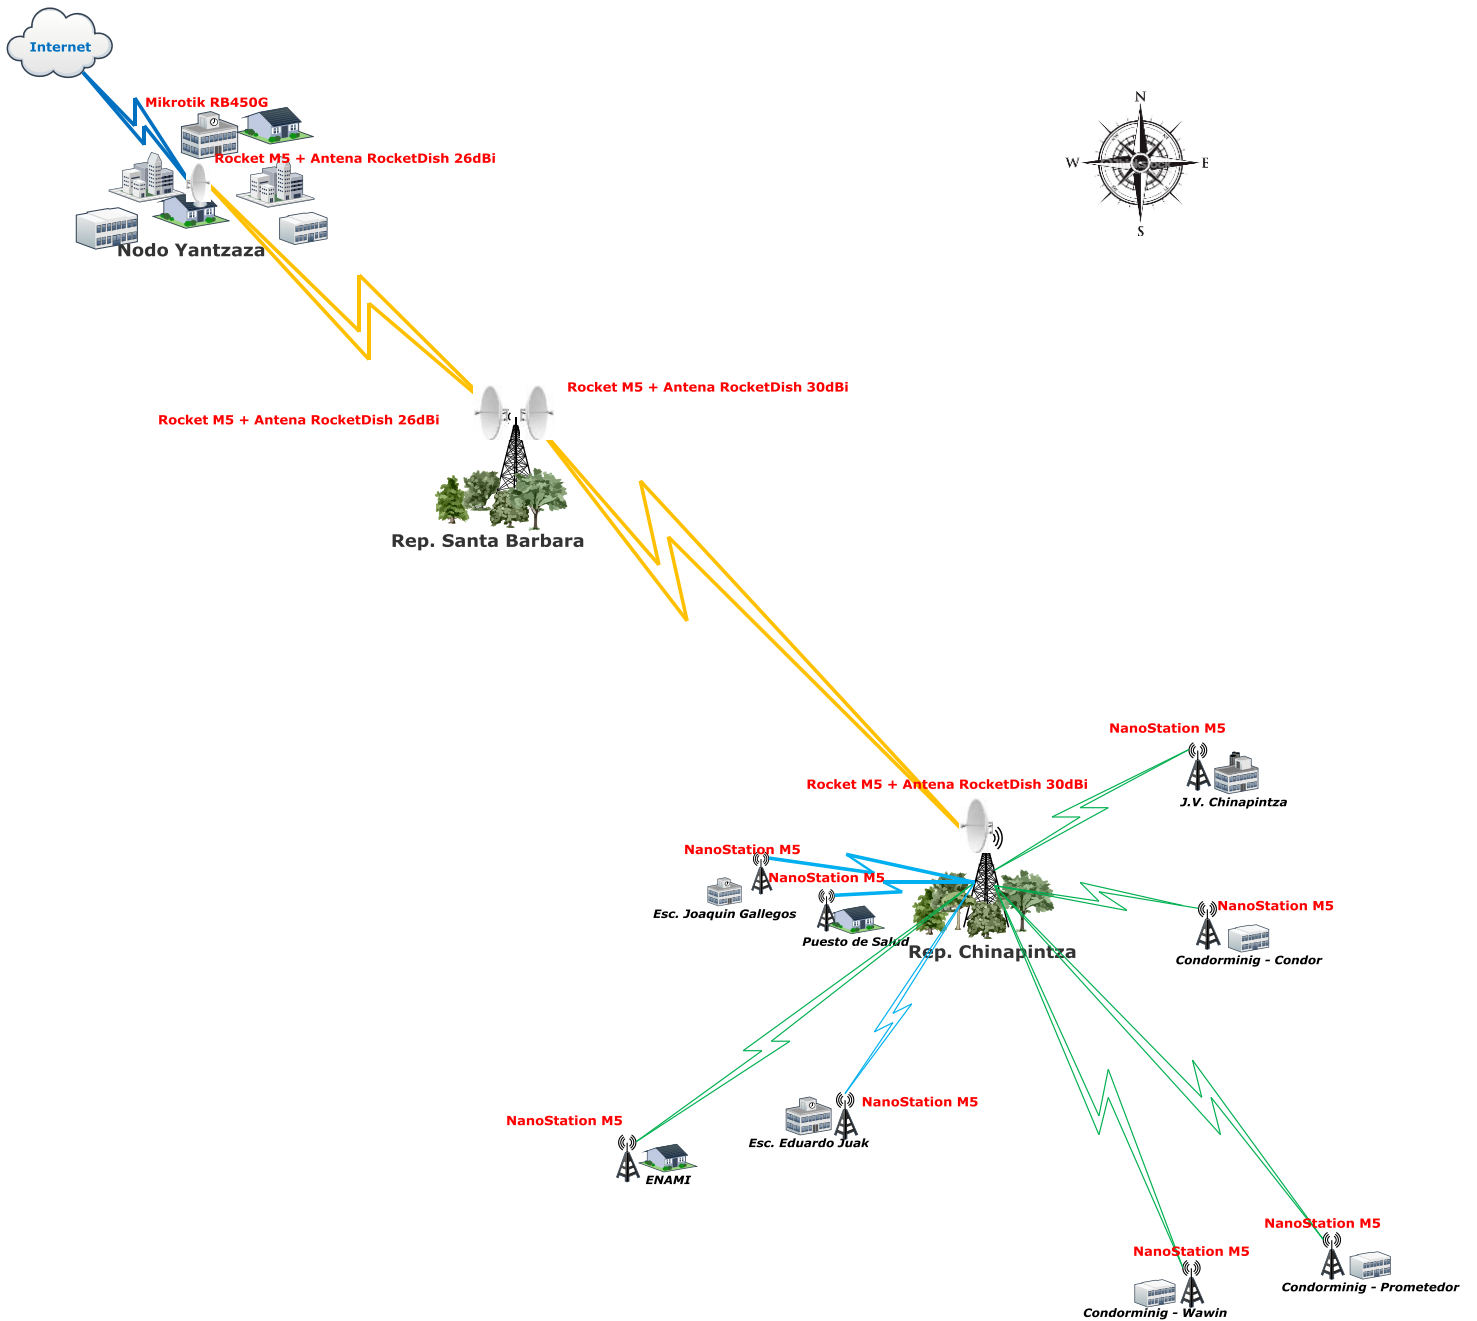 Internet
Mikrotik RB450G
Rocket M5 + Antena RocketDish 26dBi
Nodo Yantzaza
N
W
E
S
Rocket M5 + Antena RocketDish 30dBi
Rocket M5 + Antena RocketDish 26dBi
Rep. Santa Barbara
NanoStation M5
J.V. Chinapintza
Rocket M5 + Antena RocketDish 30dBi
NanoStation M5
NanoStation M5
Esc. Joaquin Gallegos
Puesto de Salud
Rep. Chinapintza
NanoStation M5
Condorminig - Condor
NanoStation M5
Esc. Eduardo Juak
NanoStation M5
ENAMI
NanoStation M5
Condorminig - Prometedor
NanoStation M5
Condorminig - Wawin